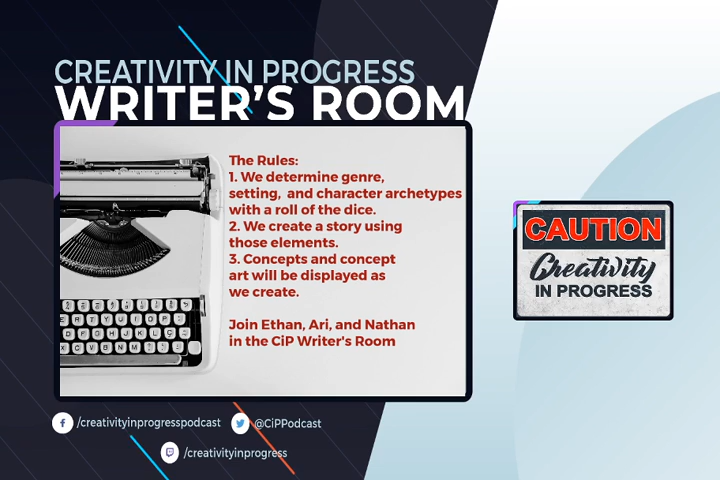 CREATIVITY IN PROGRESS
WRITER'S ROOM
The Rules:
1. We determine genre,
setting, and character archetypes
with a roll of the dice.
2. We create a story using
those elements.
3. Concepts and concept
art will be displayed as
we create.
Join Ethan, Ari, and Nathan
in the CiP Writer's Room
CAUTION
Creativity
IN PROGRESS
/creativityinprogresspodcast
@CiPPodcast
/creativityinprogress